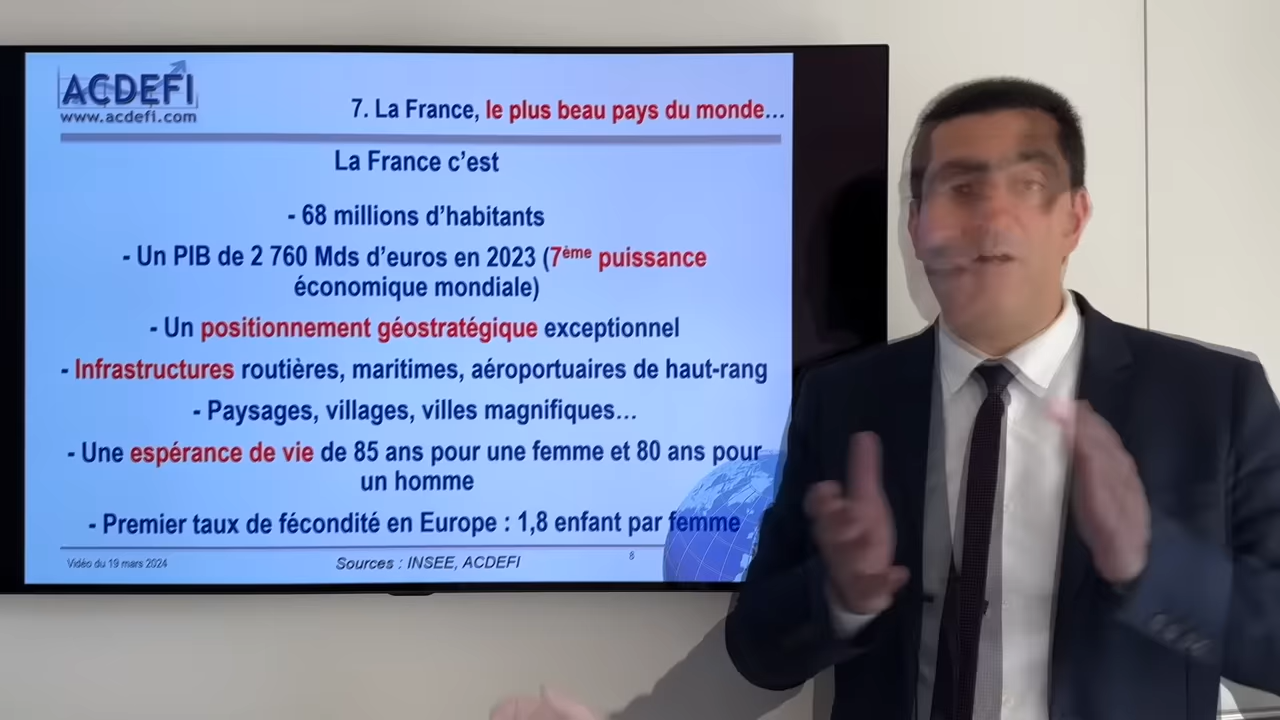 ACDEFI
www.acdefi.com
7. La France, le plus beau pays du monde…
La France c’est
- 68 millions d’habitants
- Un PIB de 2 760 Mds d’euros en 2023 (7ème puissance
économique mondiale)
- Un positionnement géostratégique exceptionnel
- Infrastructures routières, maritimes, aéroportuaires de haut-rang
- Paysages, villages, villes magnifiques…
- Une espérance de vie de 85 ans pour une femme et 80 ans pour
un homme
- Premier taux de fécondité en Europe : 1,8 enfant par femme
Vidéo du 19 mars 2024
Sources : INSEE, ACDEFI
8